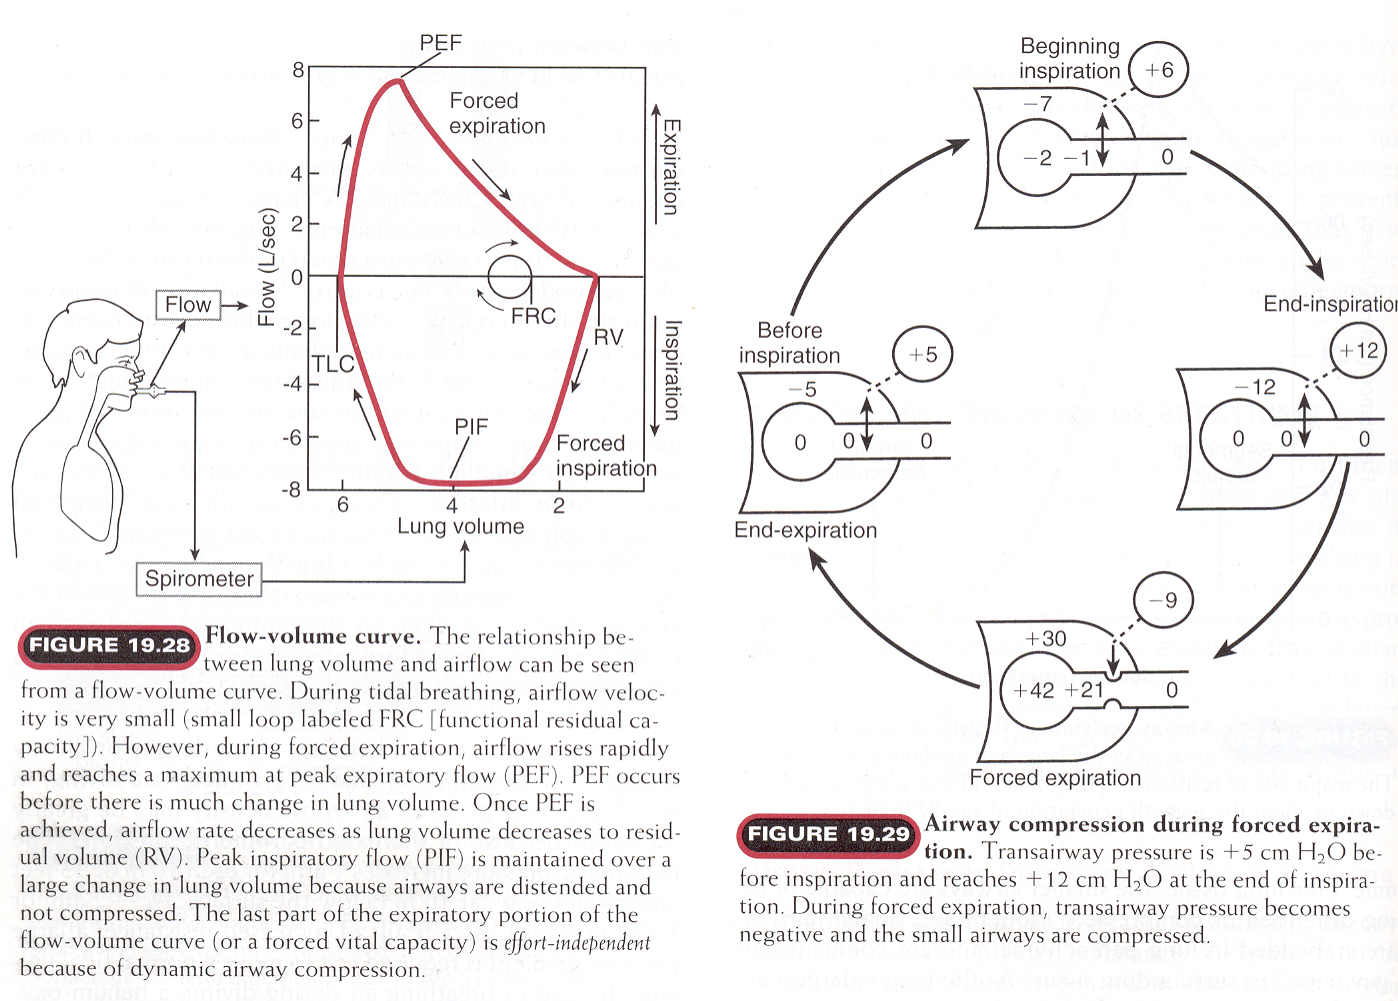 PEF
8
6
4
2
0
-2
-4
-6
-8
Flow (L/sec)
Forced
expiration
Expiration
Inspiration
FRC
RV
TLC
PIF
Forced
inspiration
6
4
2
Lung volume
Flow
Spirometer
FIGURE 19.28 Flow-volume curve. The relationship be-
tween lung volume and airflow can be seen
from a flow-volume curve. During tidal breathing, airflow veloc-
ity is very small (small loop labeled FRC [functional residual ca-
pacity]). However, during forced expiration, airflow rises rapidly
and reaches a maximum at peak expiratory flow (PEF). PEF occurs
before there is much change in lung volume. Once PEF is
achieved, airflow rate decreases as lung volume decreases to resid-
ual volume (RV). Peak inspiratory flow (PIF) is maintained over a
large change in lung volume because airways are distended and
not compressed. The last part of the expiratory portion of the
flow-volume curve (or a forced vital capacity) is effort-independent
because of dynamic airway compression.
Beginning
inspiration
+6
−7
−2 −1 0
End-inspiration
+12
−12
0 0 0
Before
inspiration
+5
−5
0 0 0
End-expiration
−9
+30
+42 +21 0
Forced expiration
FIGURE 19.29 Airway compression during forced expira-
tion. Transairway pressure is +5 cm H₂O be-
fore inspiration and reaches +12 cm H₂O at the end of inspira-
tion. During forced expiration, transairway pressure becomes
negative and the small airways are compressed.